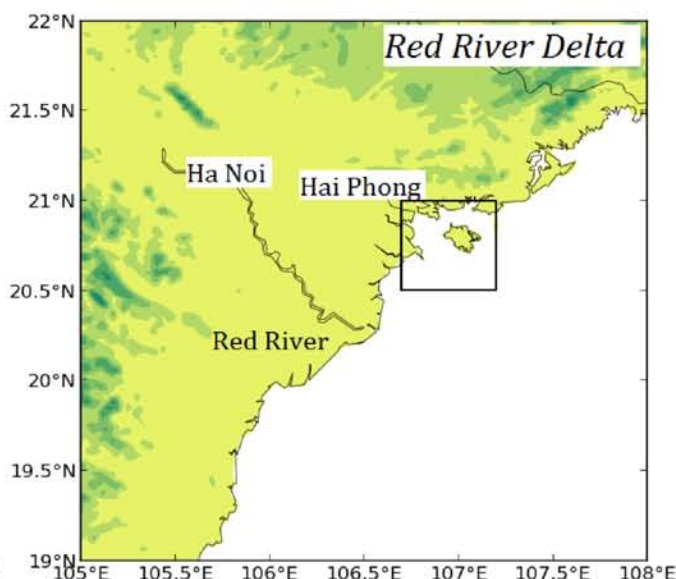 22°N
Red River Delta
21.5°N
Ha Noi
Hai Phong
21°N
20.5°N
Red River
20°N
19.5°N
19°N
105°E 105.5°E 106°E 106.5°E 107°E 107.5°E 108°E